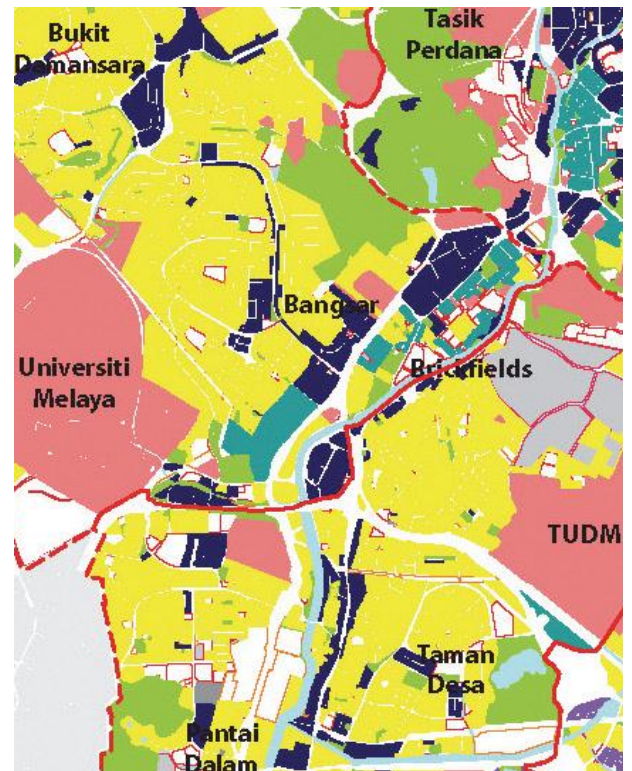 Bukit
Damansara
Tasik
Perdana
Bangsar
Universiti
Melaya
Brickfields
TUDM
Taman
Desa
Pantai
Dalam